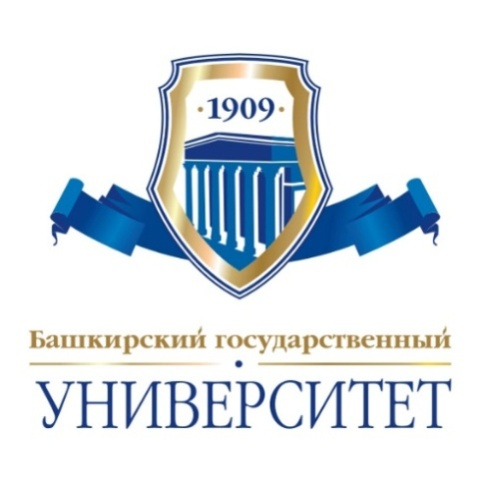 ·1909·
Башкирский государственный
УНИВЕРСИТЕТ